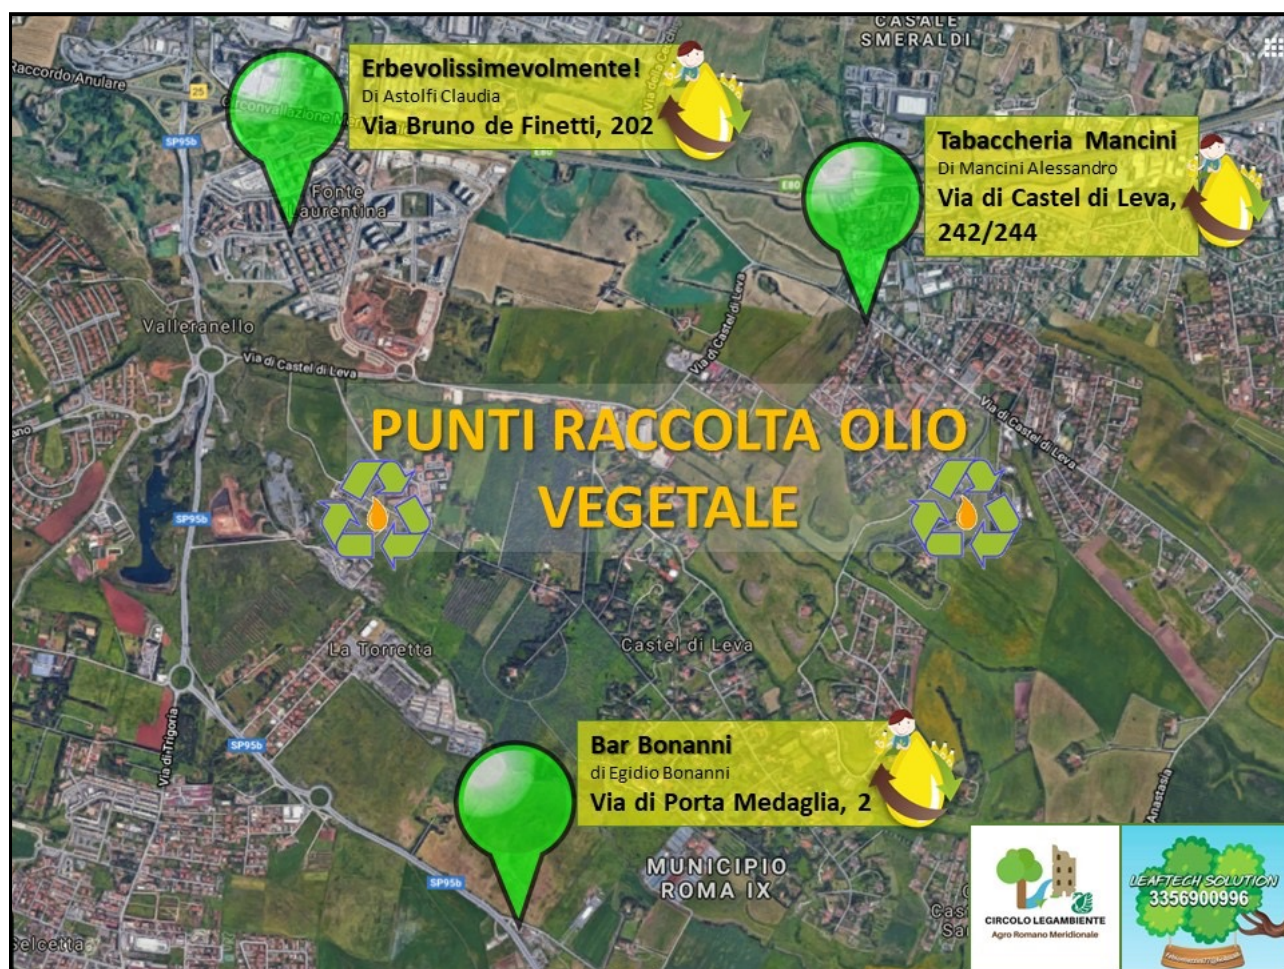 CASALE
SMERALDI
Raccordo Anulare
25
Erbevolissimevolmente!
Di Astolfi Claudia
Via Bruno de Finetti, 202
SP95b
E80
E80
Tabaccheria Mancini
Di Mancini Alessandro
Via di Castel di Leva,
242/244
Fonte
Laurentina
Valleranello
Via di Castel di Leva
Via di Castel di Leva
Via di Castel di Leva
PUNTI RACCOLTA OLIO
VEGETALE
SP95b
La Torretta
Castel di Leva
Via di Trigoria
SP95b
Bar Bonanni
di Egidio Bonanni
Via di Porta Medaglia, 2
Anastasia
MUNICIPIO
ROMA IX
SP95b
Selcetta
CIRCOLO LEGAMBIENTE
Agro Romano Meridionale
LEAFTECH SOLUTION
3356900996